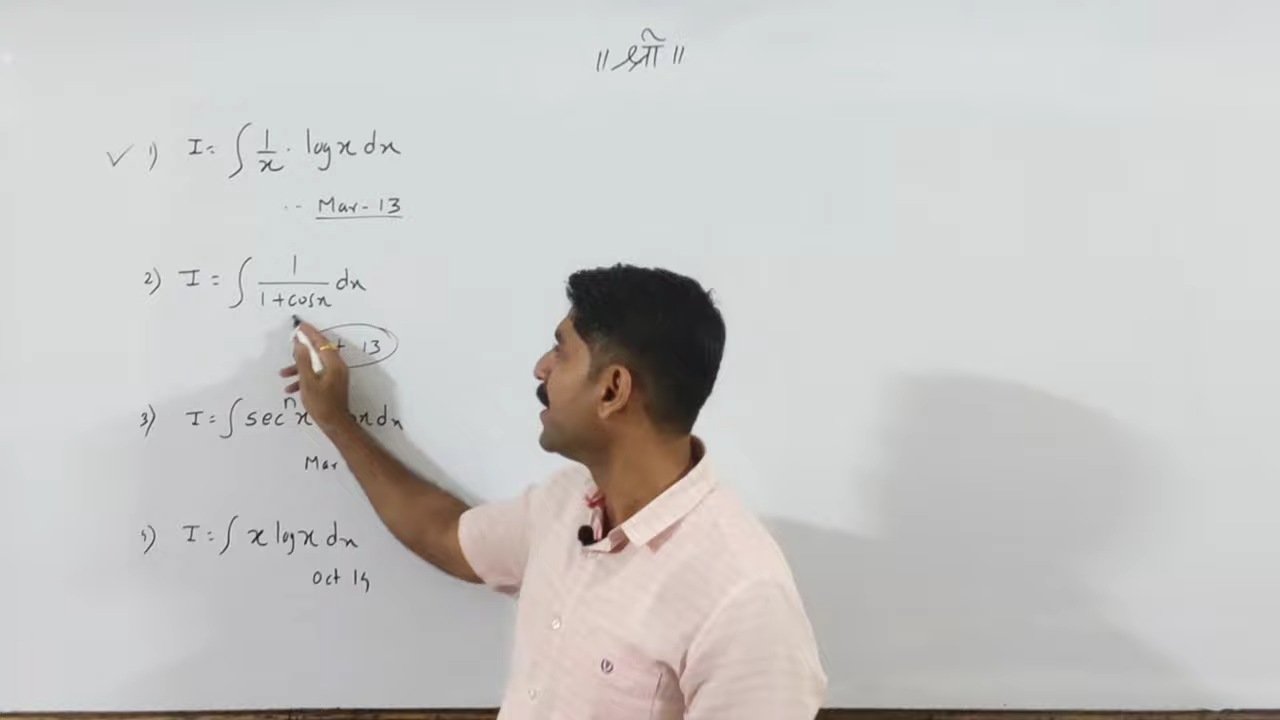 ॥ श्री ॥
1) I = ∫ 1/x · log x dx
-- Mar - 13
2) I = ∫ 1/(1 + cos x) dx
13
3) I = ∫ sec^n x x dx
Mar
4) I = ∫ x log x dx
Oct 14